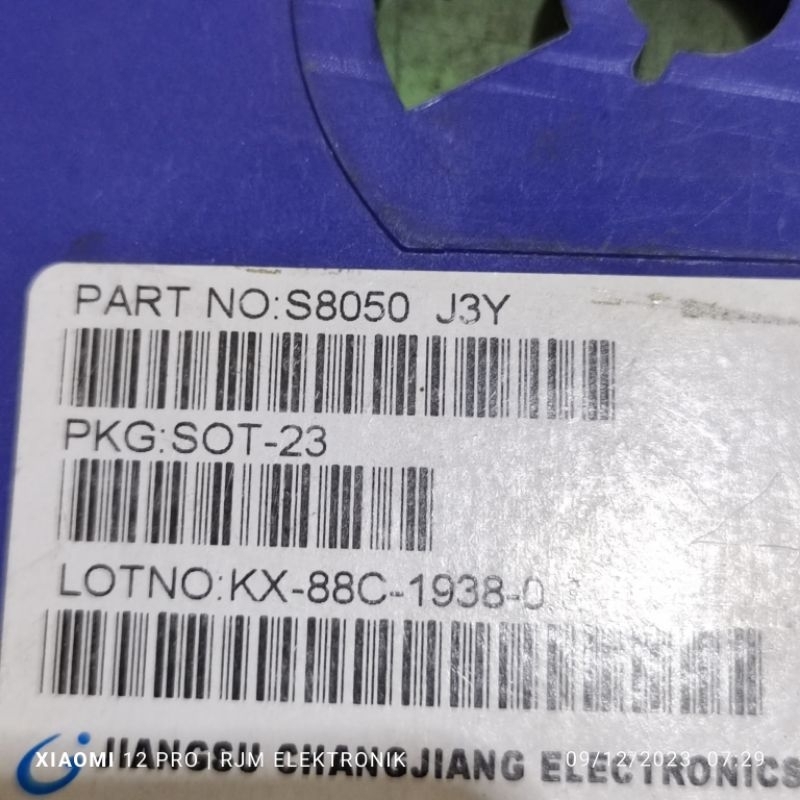 PART NO:S8050 J3Y
PKG:SOT-23
LOTNO:KX-88C-1938-0
JIANGSU CHANGJIANG ELECTRONICS
XIAOMI 12 PRO | RJM ELEKTRONIK
09/12/2023 07:29